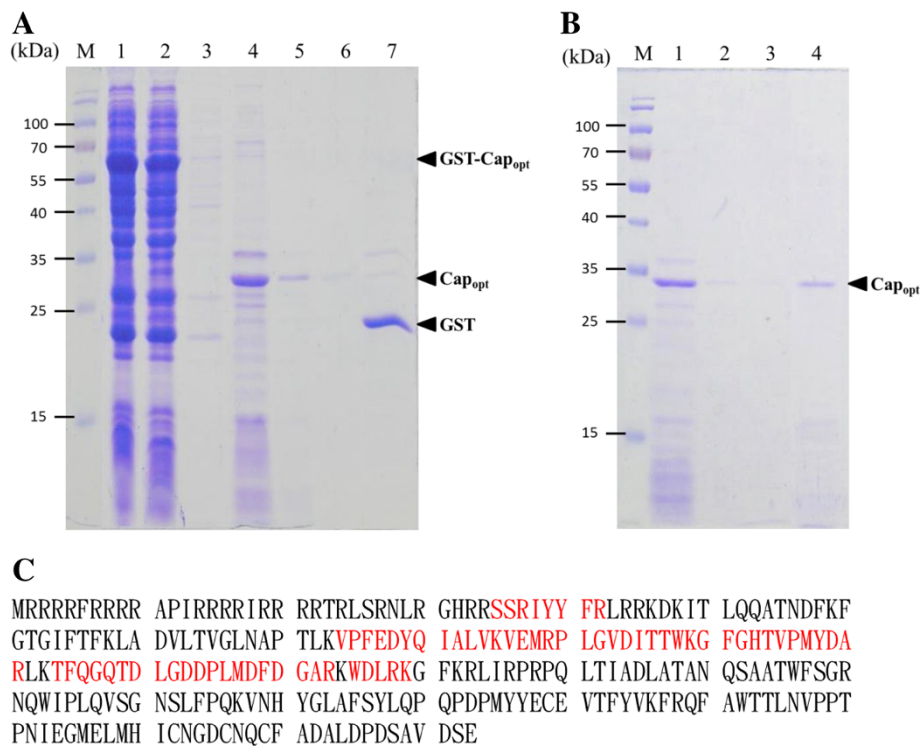 A
(kDa) M 1 2 3 4 5 6 7
100
70
55
40
35
25
15
GST-Capopt
Capopt
GST
B
(kDa) M 1 2 3 4
100
70
55
40
35
25
15
Capopt
C
MRRRRFRRRR APIRRRRIRR RRRTRLSRNLR GHRRSSRIYY FRLRRKDKIT LQQATNDFKF
GTGIFTFKLA DVLTVGLNAP TLKVPFEDYQ IALVKVEMRP LGVDITTWKG FGHTVPMYDA
RLKTFQGQTD LGDDPLMDFD GARKWDLRKG FKRLIRPRPQ LTIADLATAN QSAATWFSGR
NQWIPLQVSG NSLFPQKVNH YGLAFSYLQP QPDPMYYECE VTFYVKFRQF AWTTLNVPPT
PNIEGMELMH ICNGDCNQCF ADALDPDSAV DSE